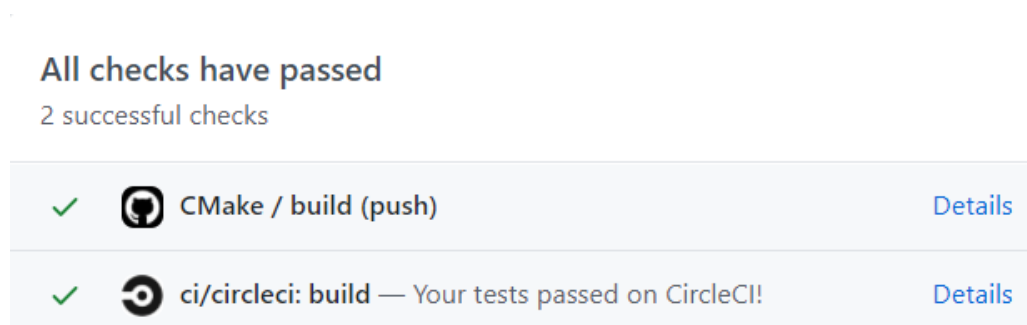 All checks have passed
2 successful checks
CMake / build (push) Details
ci/circleci: build — Your tests passed on CircleCI! Details